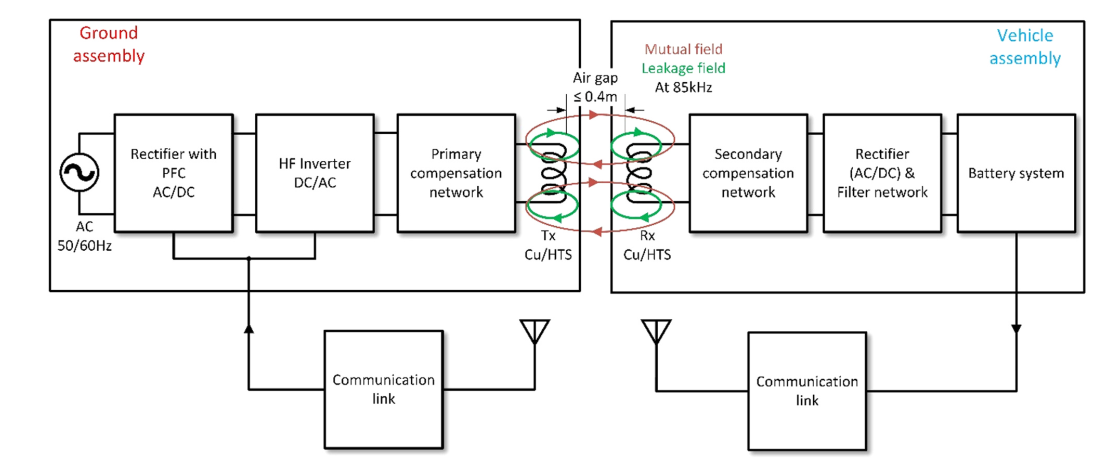 Ground
assembly
Vehicle
assembly
Mutual field
Leakage field
At 85kHz
Air gap
≤ 0.4m
Rectifier with
PFC
AC/DC
HF Inverter
DC/AC
Primary
compensation
network
Secondary
compensation
network
Rectifier
(AC/DC) &
Filter network
Battery system
AC
50/60Hz
Tx
Cu/HTS
Rx
Cu/HTS
Communication
link
Communication
link